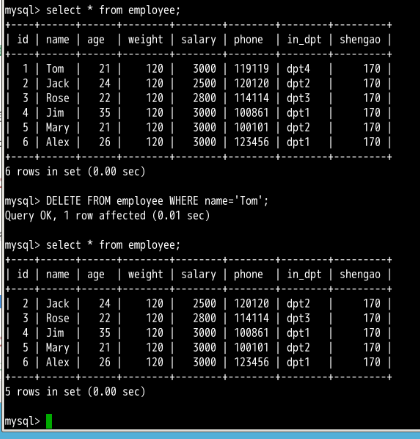 mysql> select * from employee;
+----+------+------+--------+--------+--------+--------+---------+
| id | name | age | weight | salary | phone | in_dpt | shengao |
+----+------+------+--------+--------+--------+--------+---------+
| 1 | Tom | 21 | 120 | 3000 | 119119 | dpt4 | 170 |
| 2 | Jack | 24 | 120 | 2500 | 120120 | dpt2 | 170 |
| 3 | Rose | 22 | 120 | 2800 | 114114 | dpt3 | 170 |
| 4 | Jim | 35 | 120 | 3000 | 100861 | dpt1 | 170 |
| 5 | Mary | 21 | 120 | 3000 | 100101 | dpt2 | 170 |
| 6 | Alex | 26 | 120 | 3000 | 123456 | dpt1 | 170 |
+----+------+------+--------+--------+--------+--------+---------+
6 rows in set (0.00 sec)
mysql> DELETE FROM employee WHERE name='Tom';
Query OK, 1 row affected (0.01 sec)
mysql> select * from employee;
+----+------+------+--------+--------+--------+--------+---------+
| id | name | age | weight | salary | phone | in_dpt | shengao |
+----+------+------+--------+--------+--------+--------+---------+
| 2 | Jack | 24 | 120 | 2500 | 120120 | dpt2 | 170 |
| 3 | Rose | 22 | 120 | 2800 | 114114 | dpt3 | 170 |
| 4 | Jim | 35 | 120 | 3000 | 100861 | dpt1 | 170 |
| 5 | Mary | 21 | 120 | 3000 | 100101 | dpt2 | 170 |
| 6 | Alex | 26 | 120 | 3000 | 123456 | dpt1 | 170 |
+----+------+------+--------+--------+--------+--------+---------+
5 rows in set (0.00 sec)
mysql>